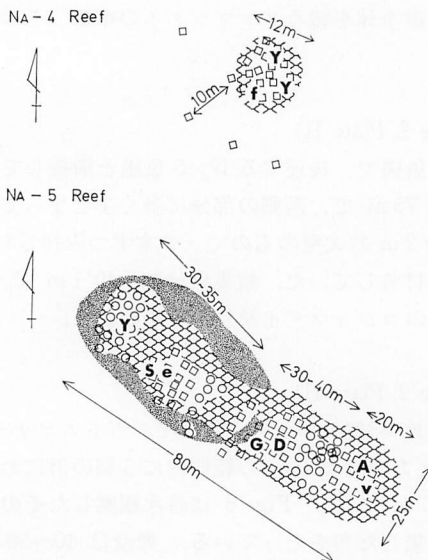 NA-4 Reef
12m
Y
Y
f
10m
NA-5 Reef
30-35m
Y
S e
30-40m
20m
G D
A
v
80m
25m